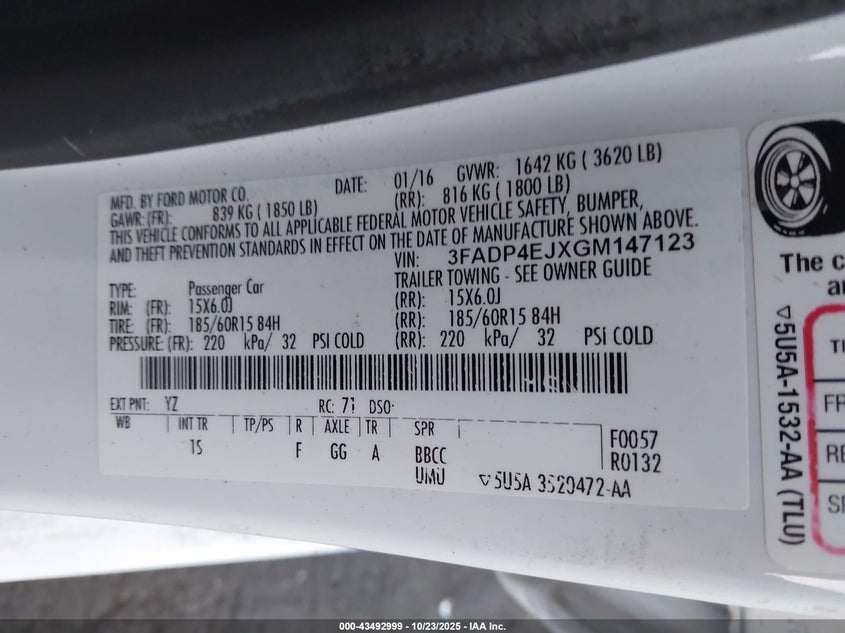 MFD. BY FORD MOTOR CO.
DATE: 01/16 GVWR: 1642 KG ( 3620 LB)
GAWR: (FR): 839 KG ( 1850 LB) (RR): 816 KG ( 1800 LB)
THIS VEHICLE CONFORMS TO ALL APPLICABLE FEDERAL MOTOR VEHICLE SAFETY, BUMPER,
AND THEFT PREVENTION STANDARDS IN EFFECT ON THE DATE OF MANUFACTURE SHOWN ABOVE.
VIN: 3FADP4EJXGM147123
TYPE: Passenger Car TRAILER TOWING - SEE OWNER GUIDE
RIM: (FR): 15X6.0J (RR): 15X6.0J
TIRE: (FR): 185/60R15 84H (RR): 185/60R15 84H
PRESSURE: (FR): 220 kPa/ 32 PSI COLD (RR): 220 kPa/ 32 PSI COLD
EXT PNT: YZ RC: 71 DSO:
WB INT TR TP/PS R AXLE TR SPR
1S F GG A BBCC
UMU
F0057
R0132
5U5A 3520472-AA
The c
FR
RE
SP
5U5A-1532-AA (TLU)
000-43492999 | 10/23/2025 | IAA Inc.